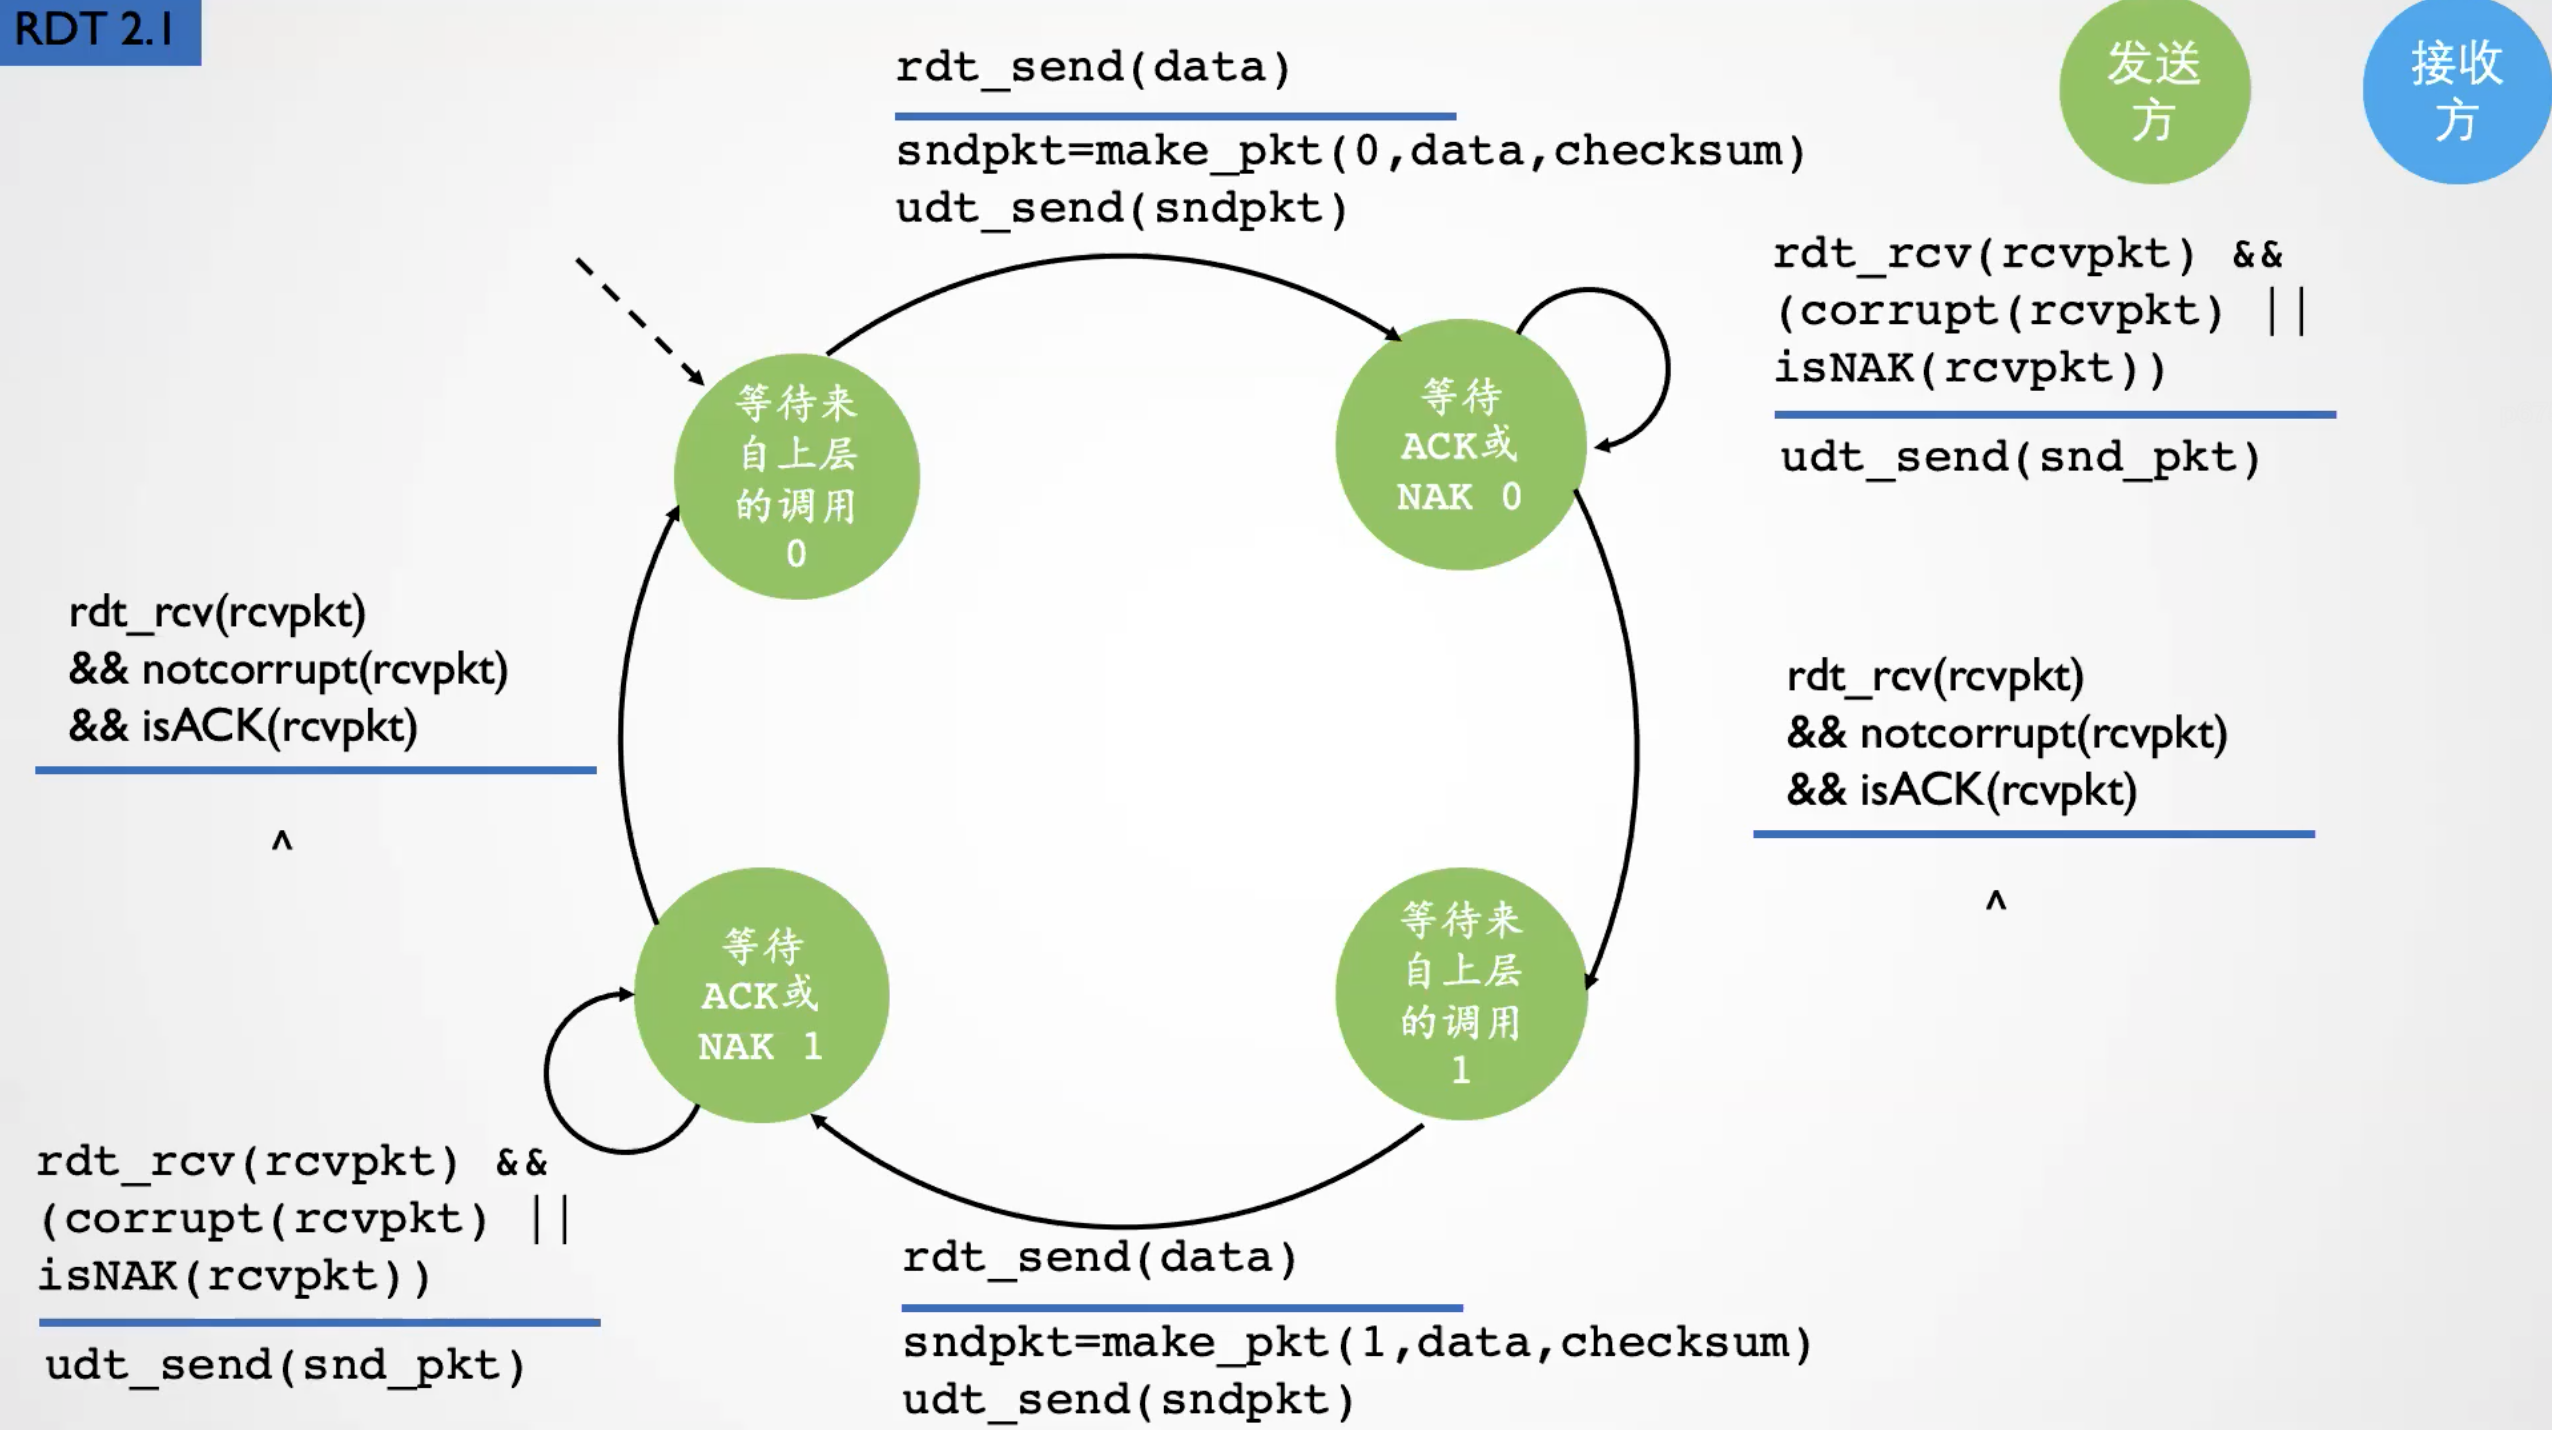 RDT 2.1
发送
方
接收
方
rdt_send(data)
sndpkt=make_pkt(0,data,checksum)
udt_send(sndpkt)
rdt_rcv(rcvpkt) &&
(corrupt(rcvpkt) ||
isNAK(rcvpkt))
udt_send(snd_pkt)
等待来
自上层
的调用
0
等待
ACK或
NAK 0
rdt_rcv(rcvpkt)
&& notcorrupt(rcvpkt)
&& isACK(rcvpkt)
^
rdt_rcv(rcvpkt)
&& notcorrupt(rcvpkt)
&& isACK(rcvpkt)
^
等待
ACK或
NAK 1
等待来
自上层
的调用
1
rdt_rcv(rcvpkt) &&
(corrupt(rcvpkt) ||
isNAK(rcvpkt))
udt_send(snd_pkt)
rdt_send(data)
sndpkt=make_pkt(1,data,checksum)
udt_send(sndpkt)